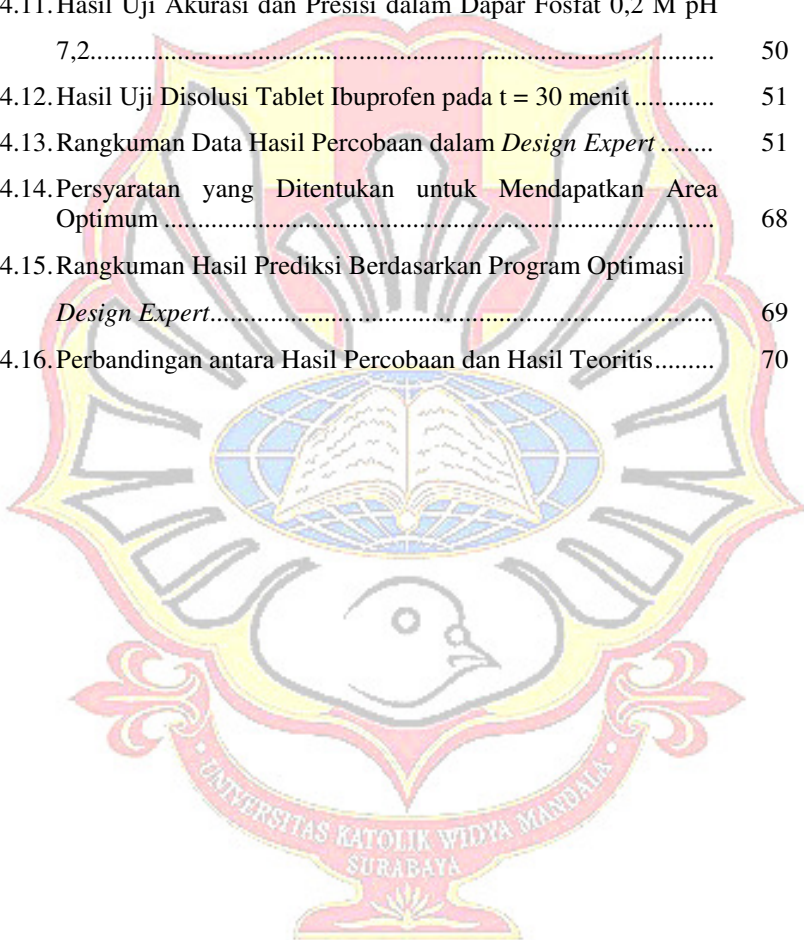 4.11. Hasil Uji Akurasi dan Presisi dalam Dapar Fosfat 0,2 M pH
7,2............................................................................................. 50
4.12. Hasil Uji Disolusi Tablet Ibuprofen pada t = 30 menit ............ 51
4.13. Rangkuman Data Hasil Percobaan dalam Design Expert ........ 51
4.14. Persyaratan yang Ditentukan untuk Mendapatkan Area
Optimum .................................................................................. 68
4.15. Rangkuman Hasil Prediksi Berdasarkan Program Optimasi
Design Expert........................................................................... 69
4.16. Perbandingan antara Hasil Percobaan dan Hasil Teoritis......... 70
UNIVERSITAS KATOLIK WIDYA MANDALA
SURABAYA